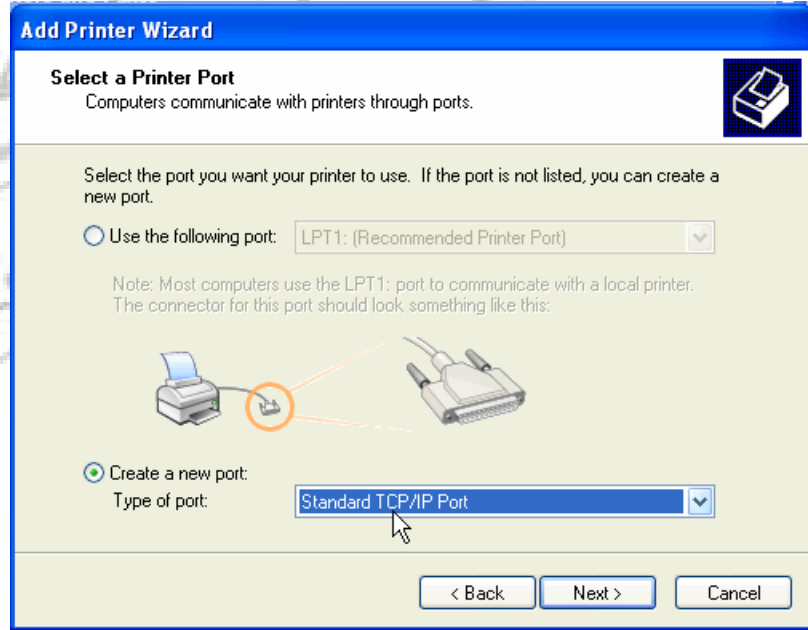 Add Printer Wizard
Select a Printer Port
Computers communicate with printers through ports.
Select the port you want your printer to use. If the port is not listed, you can create a
new port.
Use the following port:
LPT1: (Recommended Printer Port)
Note: Most computers use the LPT1: port to communicate with a local printer.
The connector for this port should look something like this:
Create a new port:
Type of port:
Standard TCP/IP Port
< Back
Next >
Cancel